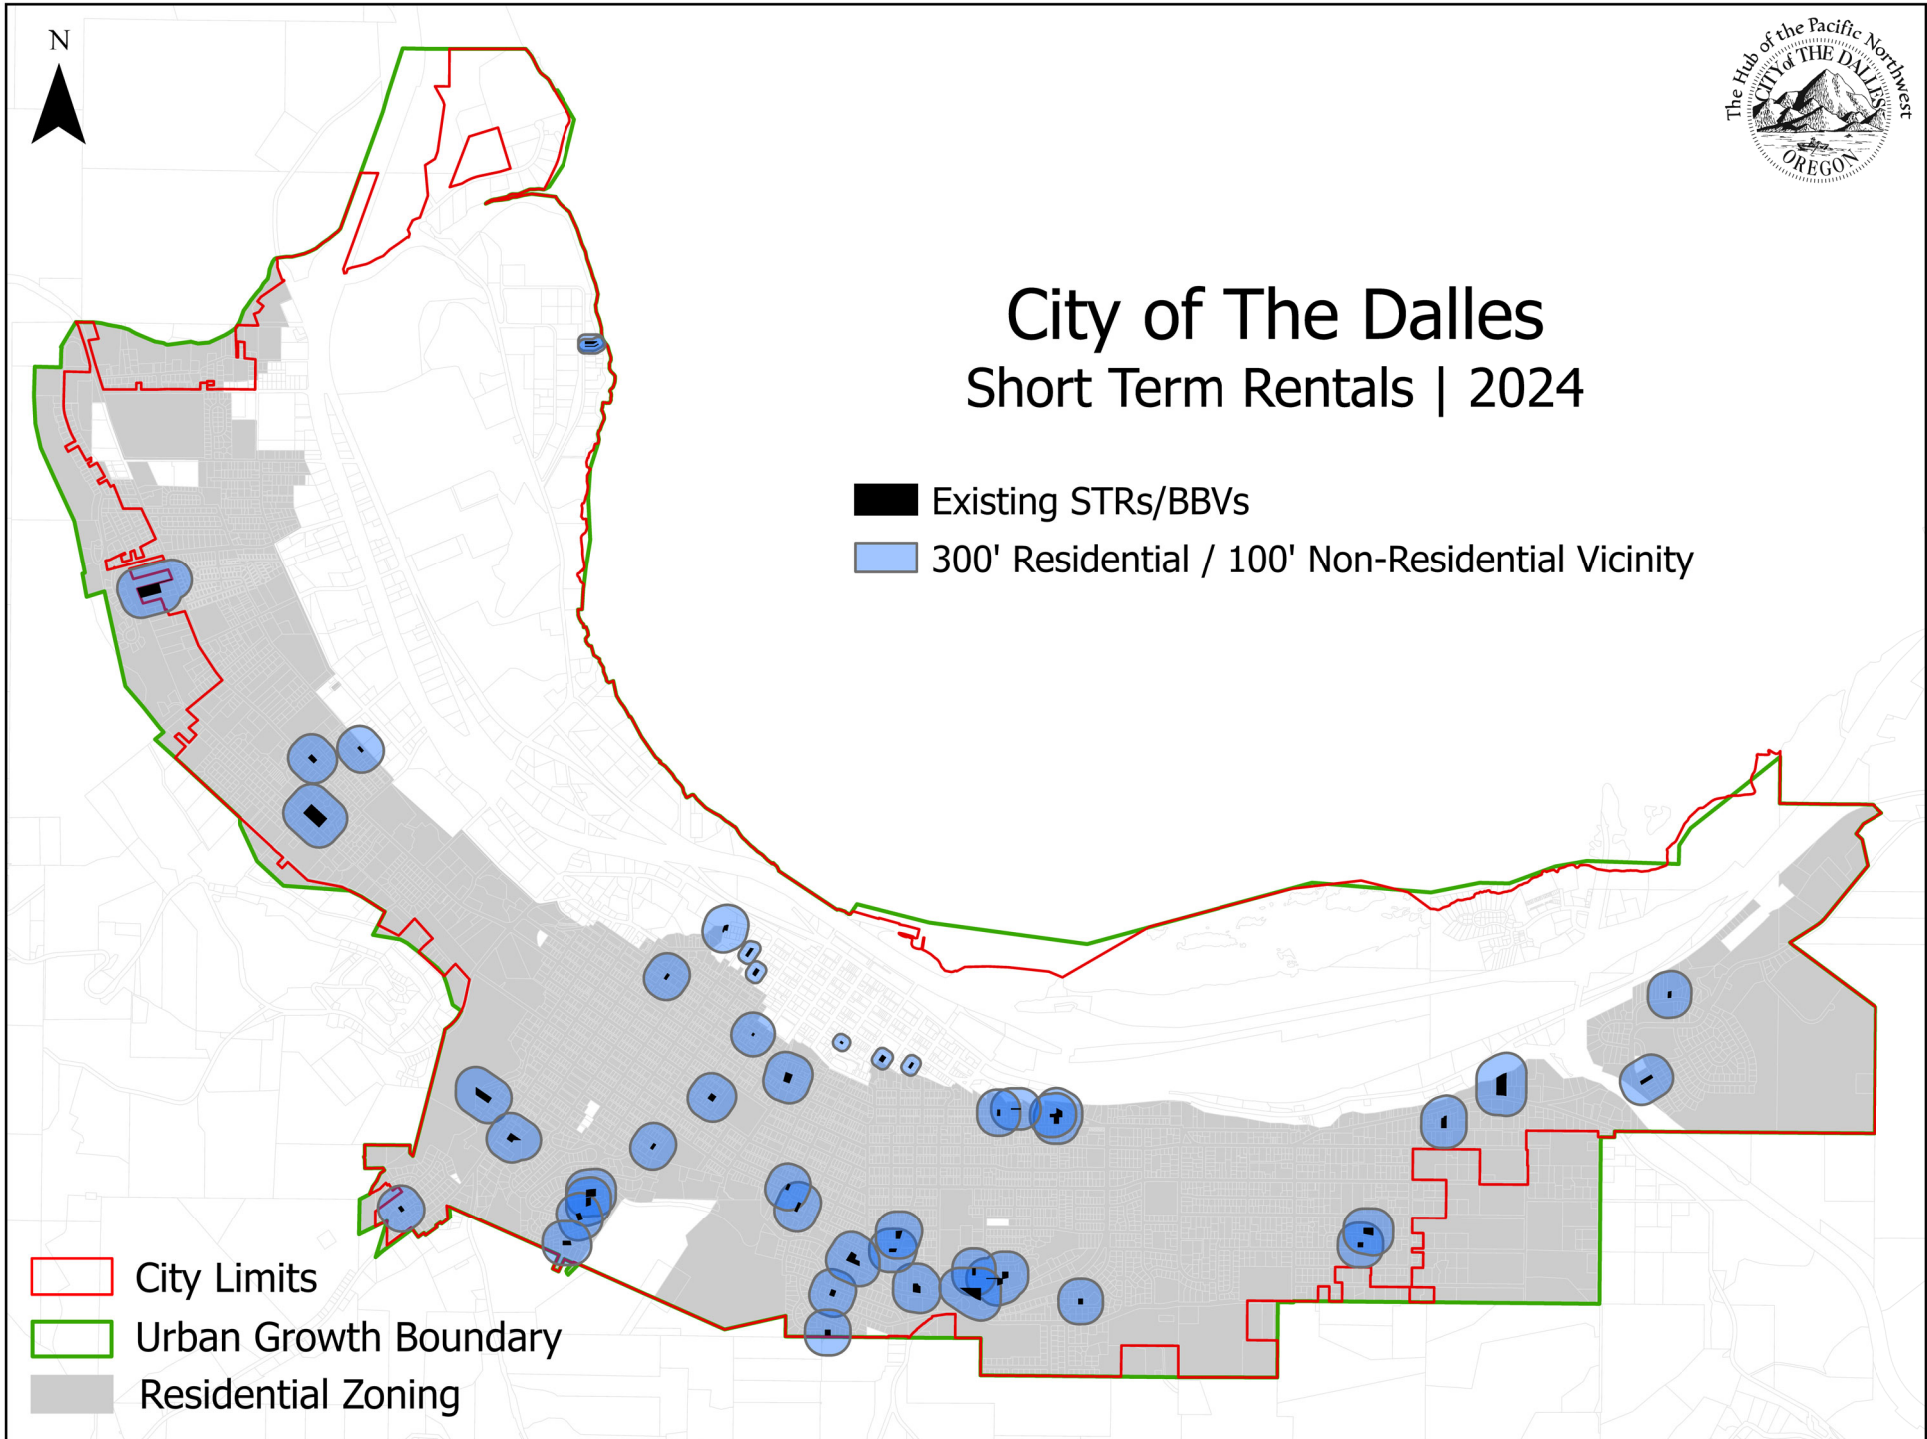 N
The Hub of the Pacific Northwest
CITY of THE DALLES
OREGON
City of The Dalles
Short Term Rentals | 2024
Existing STRs/BBVs
300' Residential / 100' Non-Residential Vicinity
City Limits
Urban Growth Boundary
Residential Zoning